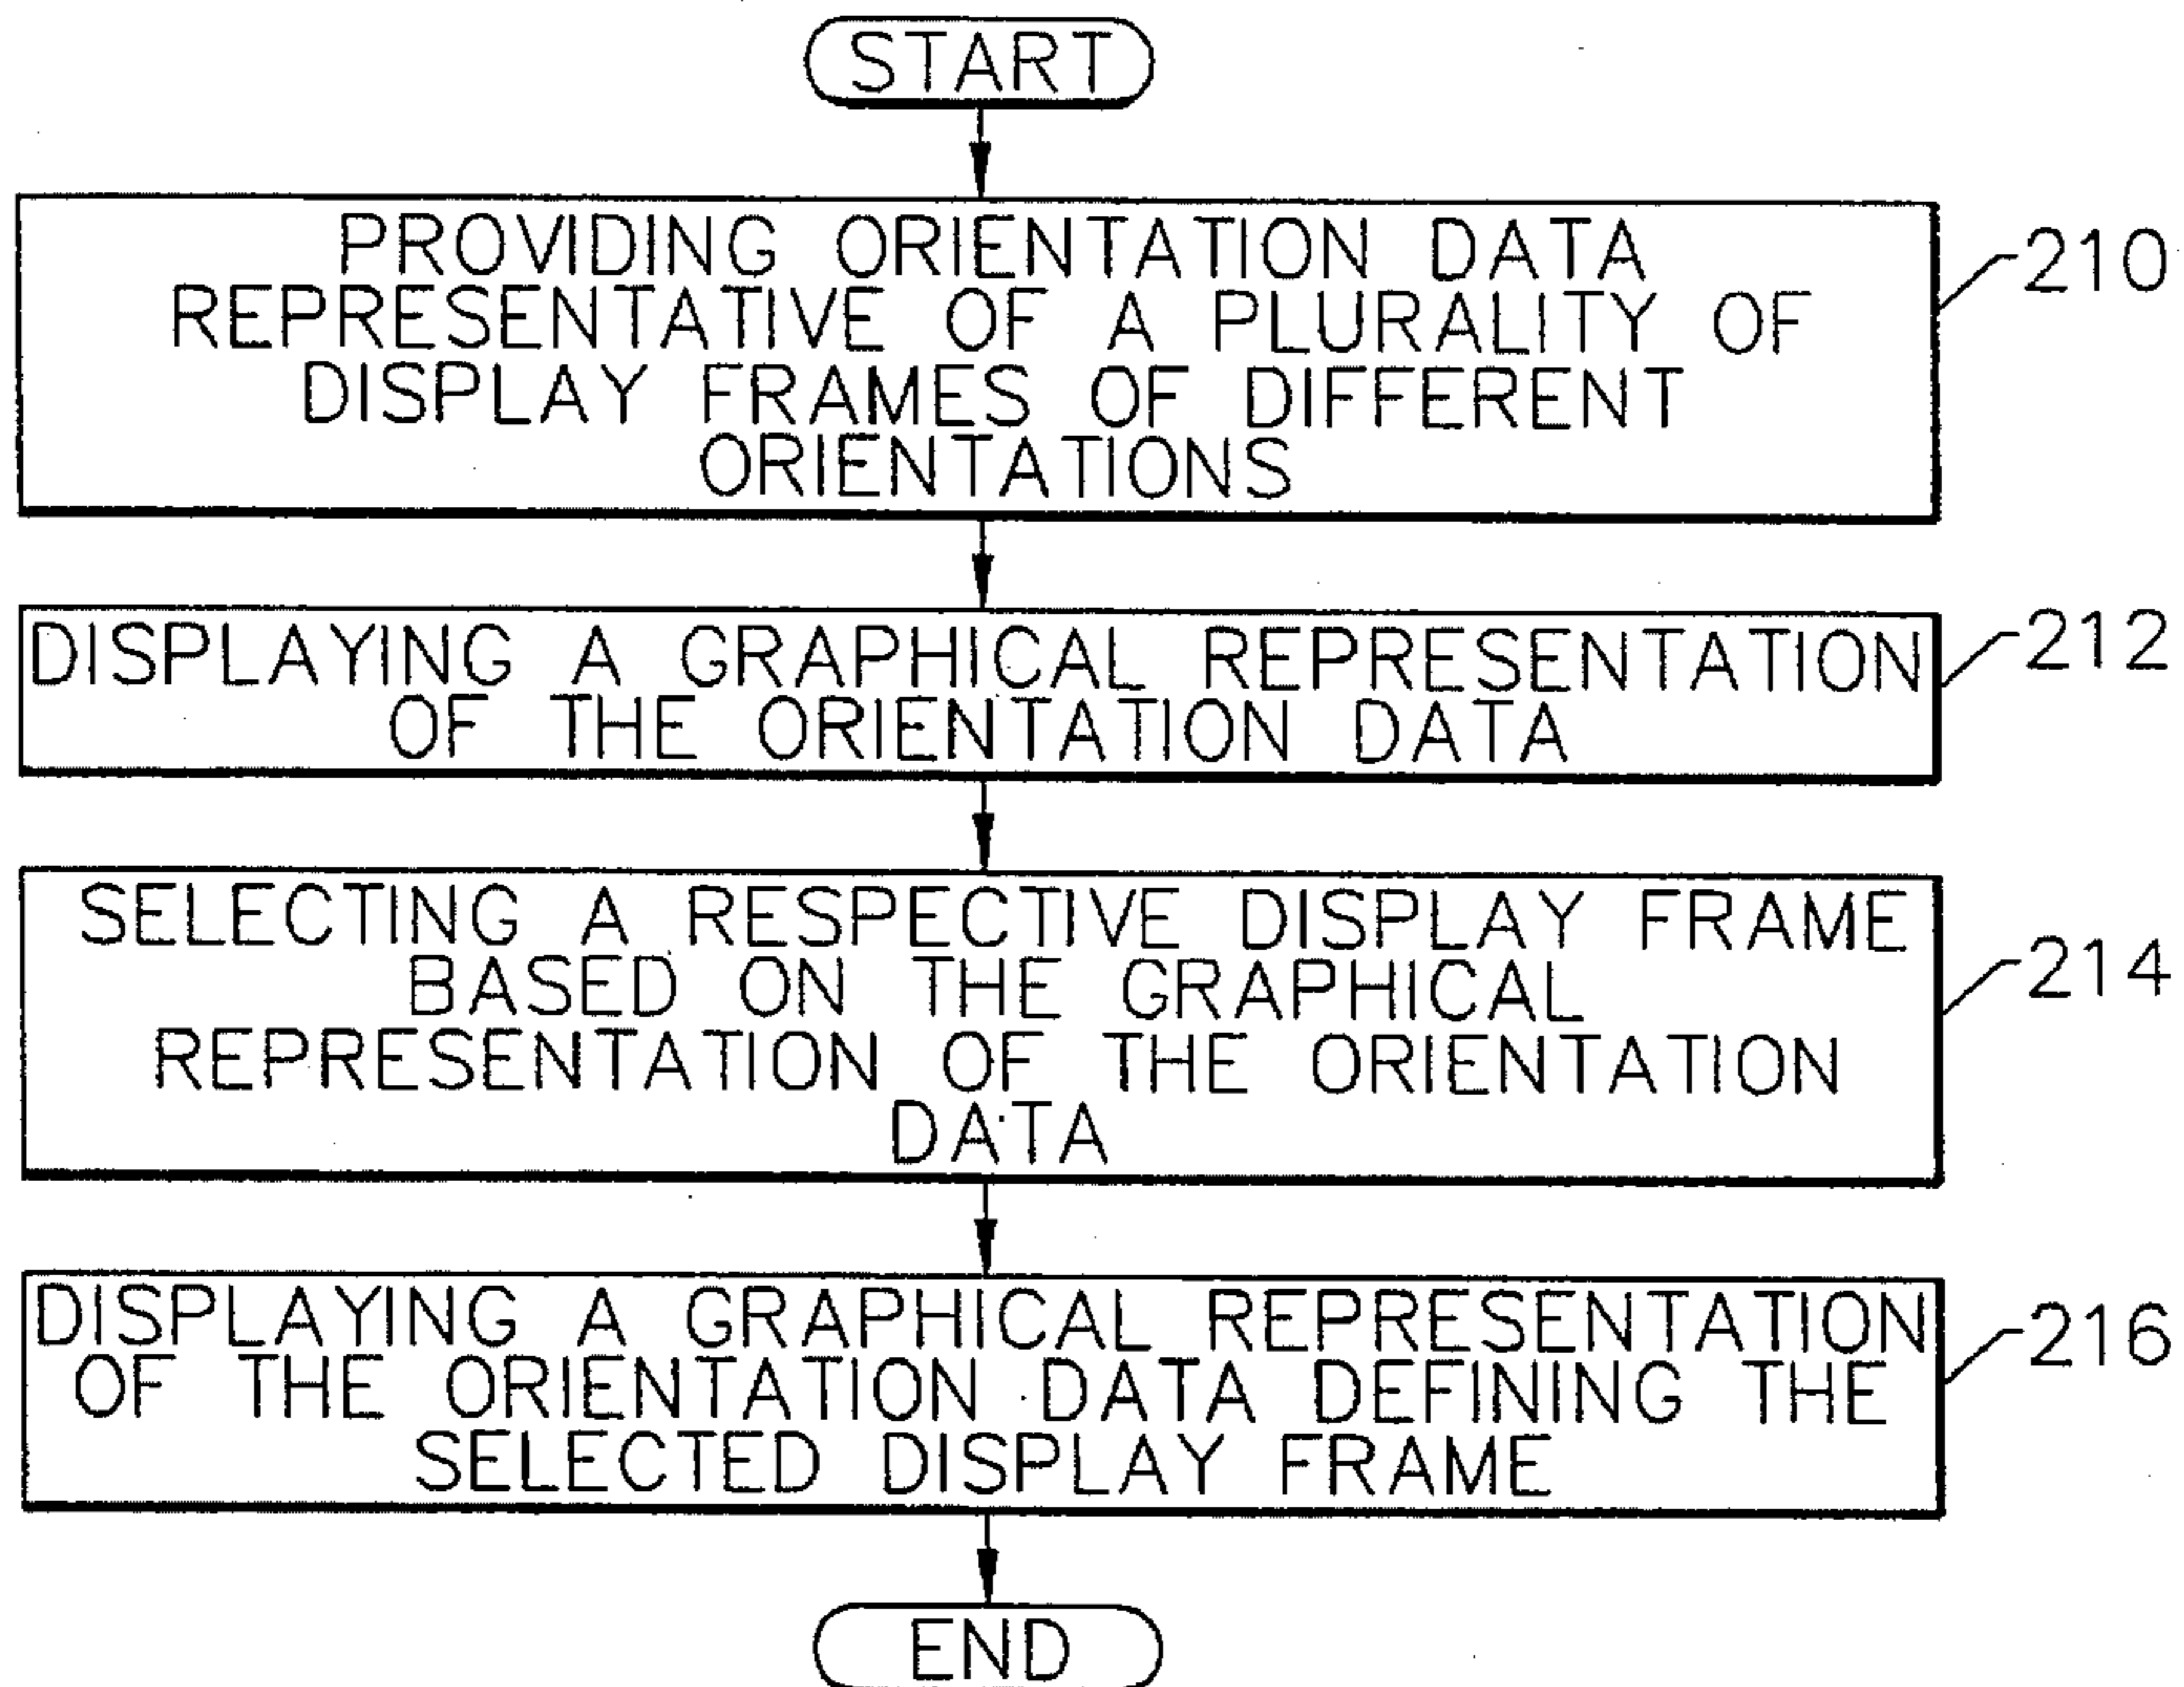 START
PROVIDING ORIENTATION DATA
REPRESENTATIVE OF A PLURALITY OF
DISPLAY FRAMES OF DIFFERENT
ORIENTATIONS
210
DISPLAYING A GRAPHICAL REPRESENTATION
OF THE ORIENTATION DATA
212
SELECTING A RESPECTIVE DISPLAY FRAME
BASED ON THE GRAPHICAL
REPRESENTATION OF THE ORIENTATION
DATA
214
DISPLAYING A GRAPHICAL REPRESENTATION
OF THE ORIENTATION DATA DEFINING THE
SELECTED DISPLAY FRAME
216
END